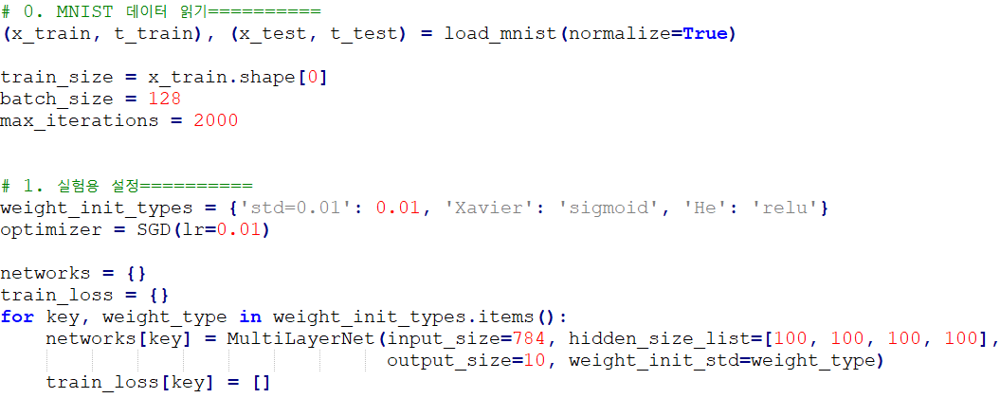 # 0. MNIST 데이터 읽기==========
(x_train, t_train), (x_test, t_test) = load_mnist(normalize=True)

train_size = x_train.shape[0]
batch_size = 128
max_iterations = 2000


# 1. 실험용 설정==========
weight_init_types = {'std=0.01': 0.01, 'Xavier': 'sigmoid', 'He': 'relu'}
optimizer = SGD(lr=0.01)

networks = {}
train_loss = {}
for key, weight_type in weight_init_types.items():
    networks[key] = MultiLayerNet(input_size=784, hidden_size_list=[100, 100, 100, 100],
                                  output_size=10, weight_init_std=weight_type)
    train_loss[key] = []